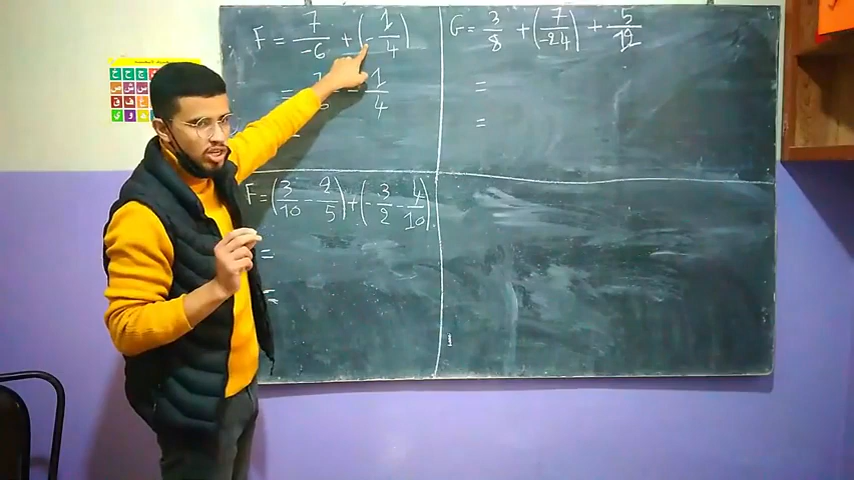 F = 7/-6 + (-1/4)
= - 1/4
G = 3/8 + (7/-24) + 5/12
=
=
F = (3/10 - 2/5) + (-3/2 - 4/10)
=
=